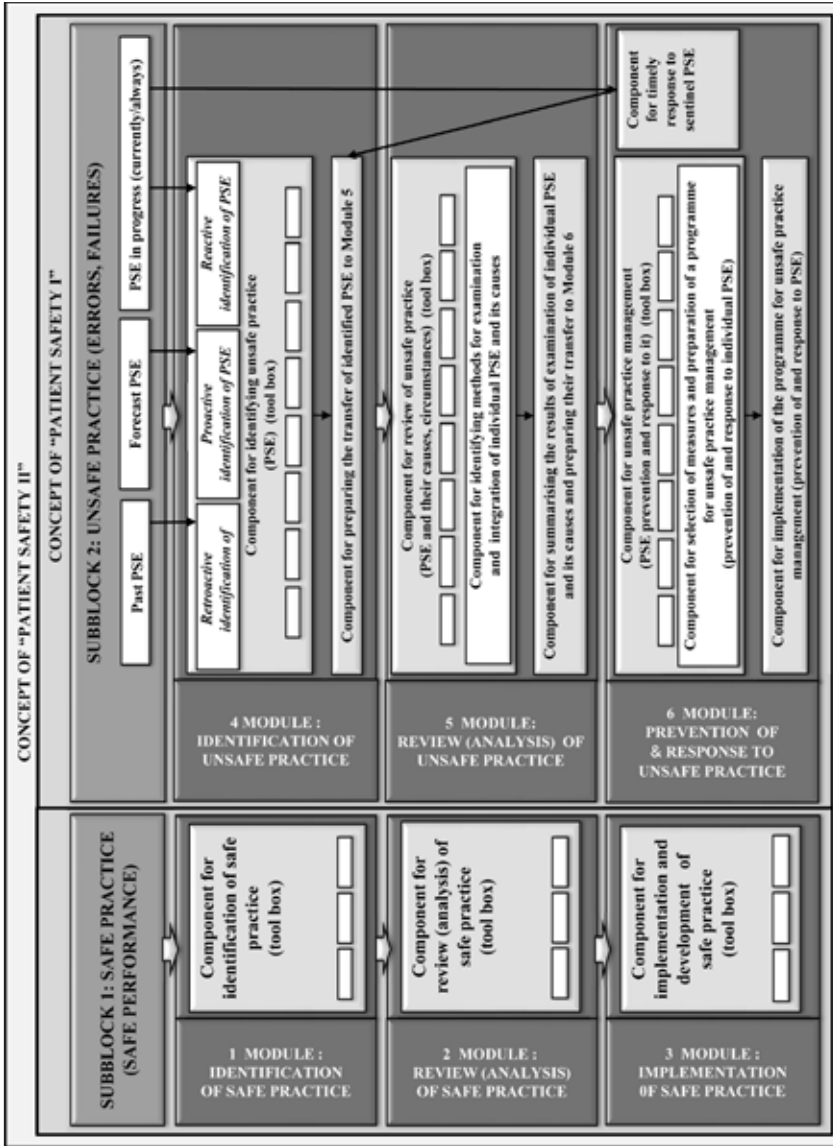 CONCEPT OF "PATIENT SAFETY II"
SUBBLOCK 1: SAFE PRACTICE
(SAFE PERFORMANCE)
1 MODULE :
IDENTIFICATION
OF SAFE PRACTICE
Component for
identification of safe
practice
(tool box)
2 MODULE :
REVIEW (ANALYSIS)
OF SAFE PRACTICE
Component for
review (analysis) of
safe practice
(tool box)
3 MODULE :
IMPLEMENTATION
0F SAFE PRACTICE
Component for
implementation and
development of
safe practice
(tool box)
CONCEPT OF "PATIENT SAFETY I"
SUBBLOCK 2: UNSAFE PRACTICE (ERRORS, FAILURES)
Past PSE
Forecast PSE
PSE in progress (currently/always)
4 MODULE :
IDENTIFICATION OF
UNSAFE PRACTICE
Retroactive
identification of
Proactive
identification of PSE
Reactive
identification of PSE
Component for identifying unsafe practice
(PSE) (tool box)
Component for preparing the transfer of identified PSE to Module 5
5 MODULE:
REVIEW (ANALYSIS) OF
UNSAFE PRACTICE
Component for review of unsafe practice
(PSE and their causes, circumstances) (tool box)
Component for identifying methods for examination
and integration of individual PSE and its causes
Component for summarising the results of examination of individual PSE
and its causes and preparing their transfer to Module 6
6 MODULE:
PREVENTION OF
& RESPONSE TO
UNSAFE PRACTICE
Component for unsafe practice management
(PSE prevention and response to it) (tool box)
Component for selection of measures and preparation of a programme
for unsafe practice management
(prevention of and response to individual PSE)
Component for implementation of the programme for unsafe practice
management (prevention of and response to PSE)
Component
for timely
response to
sentinel PSE